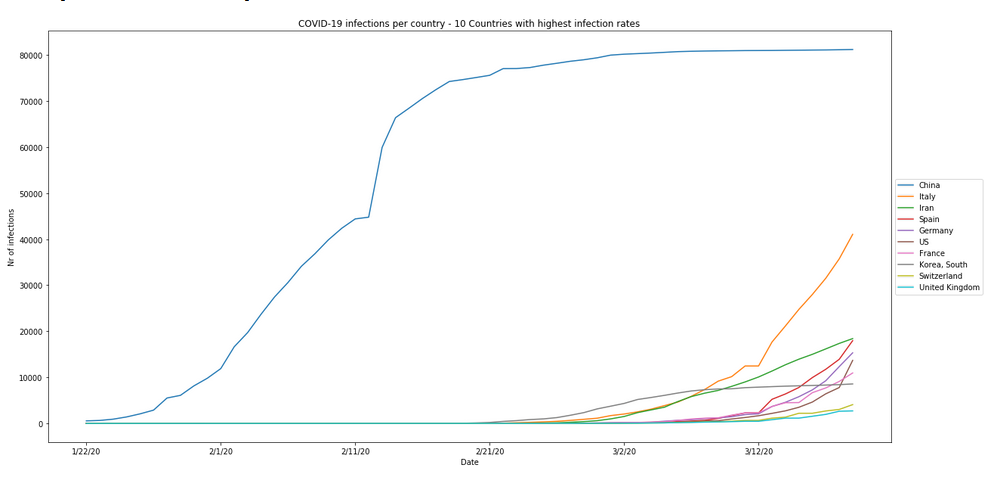 COVID-19 infections per country - 10 Countries with highest infection rates
80000
70000
60000
50000
40000
30000
20000
10000
0
Nr of infections
1/22/20 2/1/20 2/11/20 2/21/20 3/2/20 3/12/20
Date
China
Italy
Iran
Spain
Germany
US
France
Korea, South
Switzerland
United Kingdom